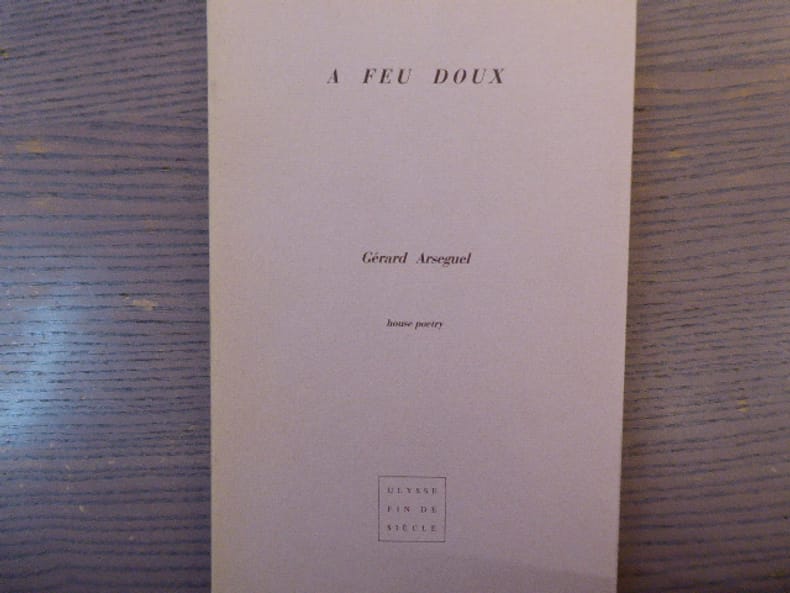 A FEU DOUX
Gérard Arseguel
house poetry
ULYSSE
FIN DE
SIÈCLE